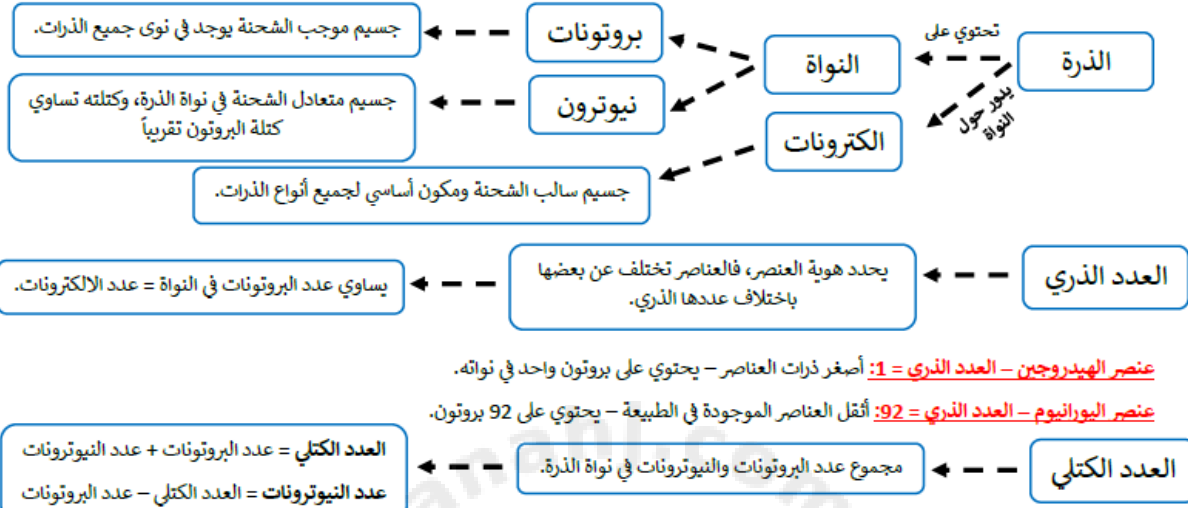 الذرة
تحتوي على
النواة
بروتونات
جسيم موجب الشحنة يوجد في نوى جميع الذرات.
نيوترون
جسيم متعادل الشحنة في نواة الذرة، وكتلته تساوي
كتلة البروتون تقريباً
يدور حول
النواة
الكترونات
جسيم سالب الشحنة ومكون أساسي لجميع أنواع الذرات.
العدد الذري
يحدد هوية العنصر، فالعناصر تختلف عن بعضها
باختلاف عددها الذري.
يساوي عدد البروتونات في النواة = عدد الالكترونات.
عنصر الهيدروجين – العدد الذري = 1: أصغر ذرات العناصر – يحتوي على بروتون واحد في نواته.
عنصر اليورانيوم – العدد الذري = 92: أثقل العناصر الموجودة في الطبيعة – يحتوي على 92 بروتون.
العدد الكتلي
مجموع عدد البروتونات والنيوترونات في نواة الذرة.
العدد الكتلي = عدد البروتونات + عدد النيوترونات
عدد النيوترونات = العدد الكتلي – عدد البروتونات